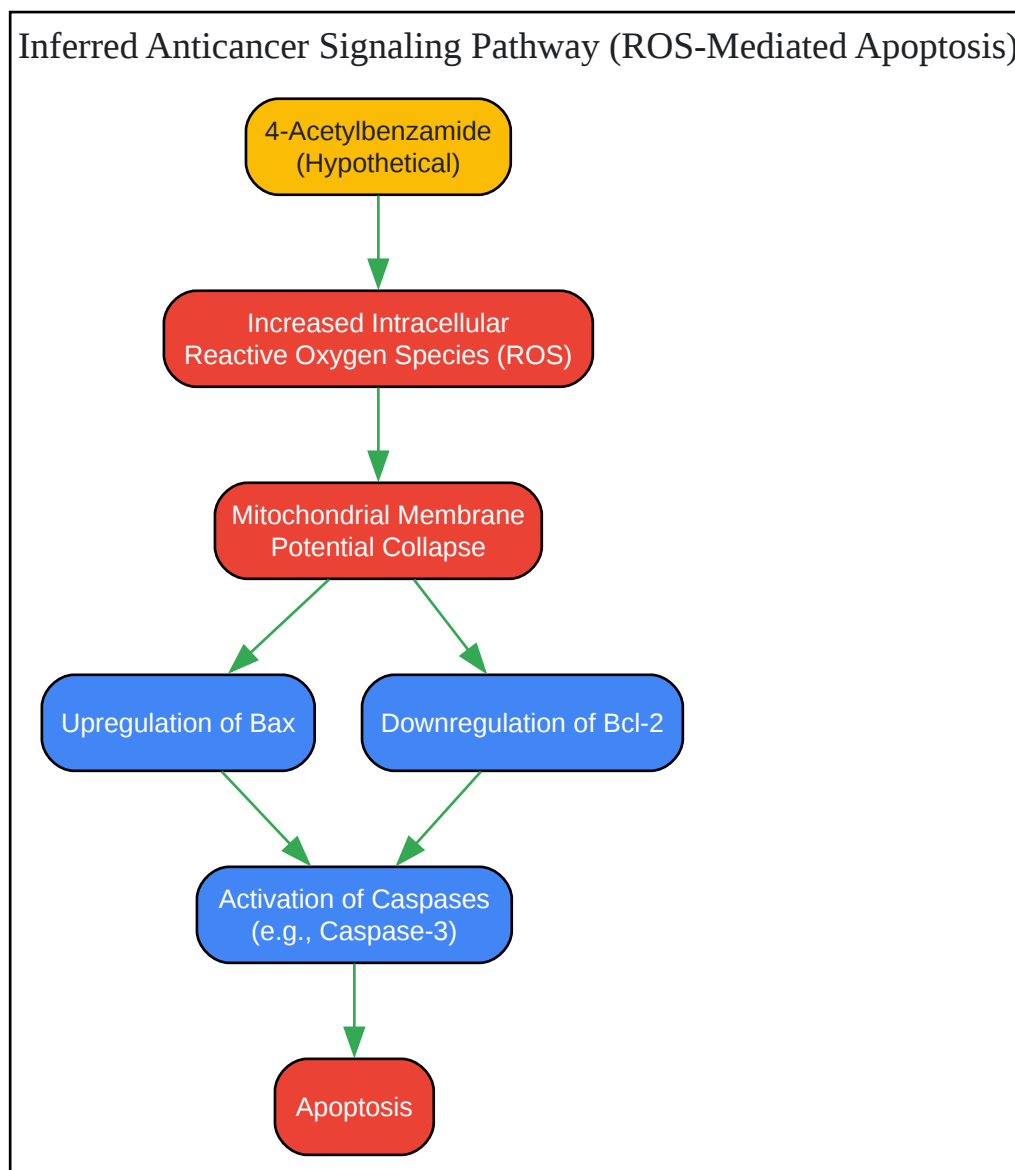 Inferred Anticancer Signaling Pathway (ROS-Mediated Apoptosis)
4-Acetylbenzamide
(Hypothetical)
Increased Intracellular
Reactive Oxygen Species (ROS)
Mitochondrial Membrane
Potential Collapse
Upregulation of Bax
Downregulation of Bcl-2
Activation of Caspases
(e.g., Caspase-3)
Apoptosis